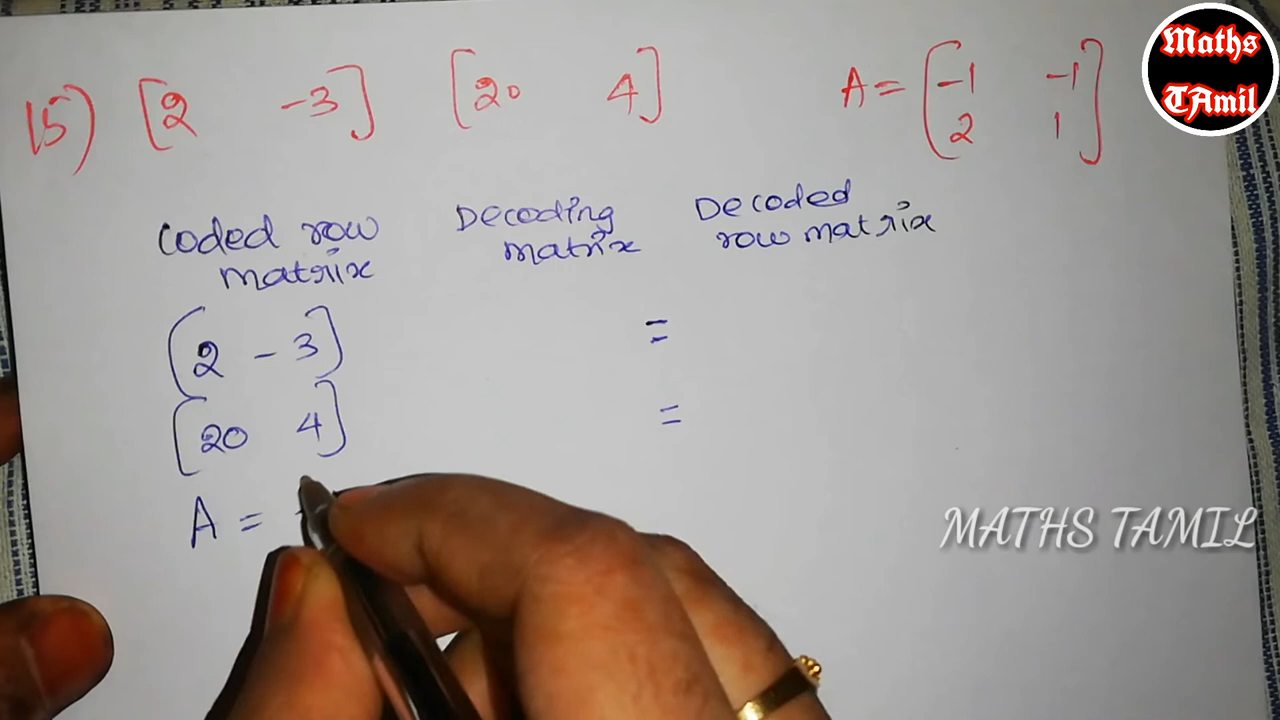 15) [2 -3] [20 4] A = [-1 -1
2 1]
Maths
TAmil
coded row matrix
Decoding matrix
Decoded row matrix
[2 -3] =
[20 4] =
A =
MATHS TAMIL